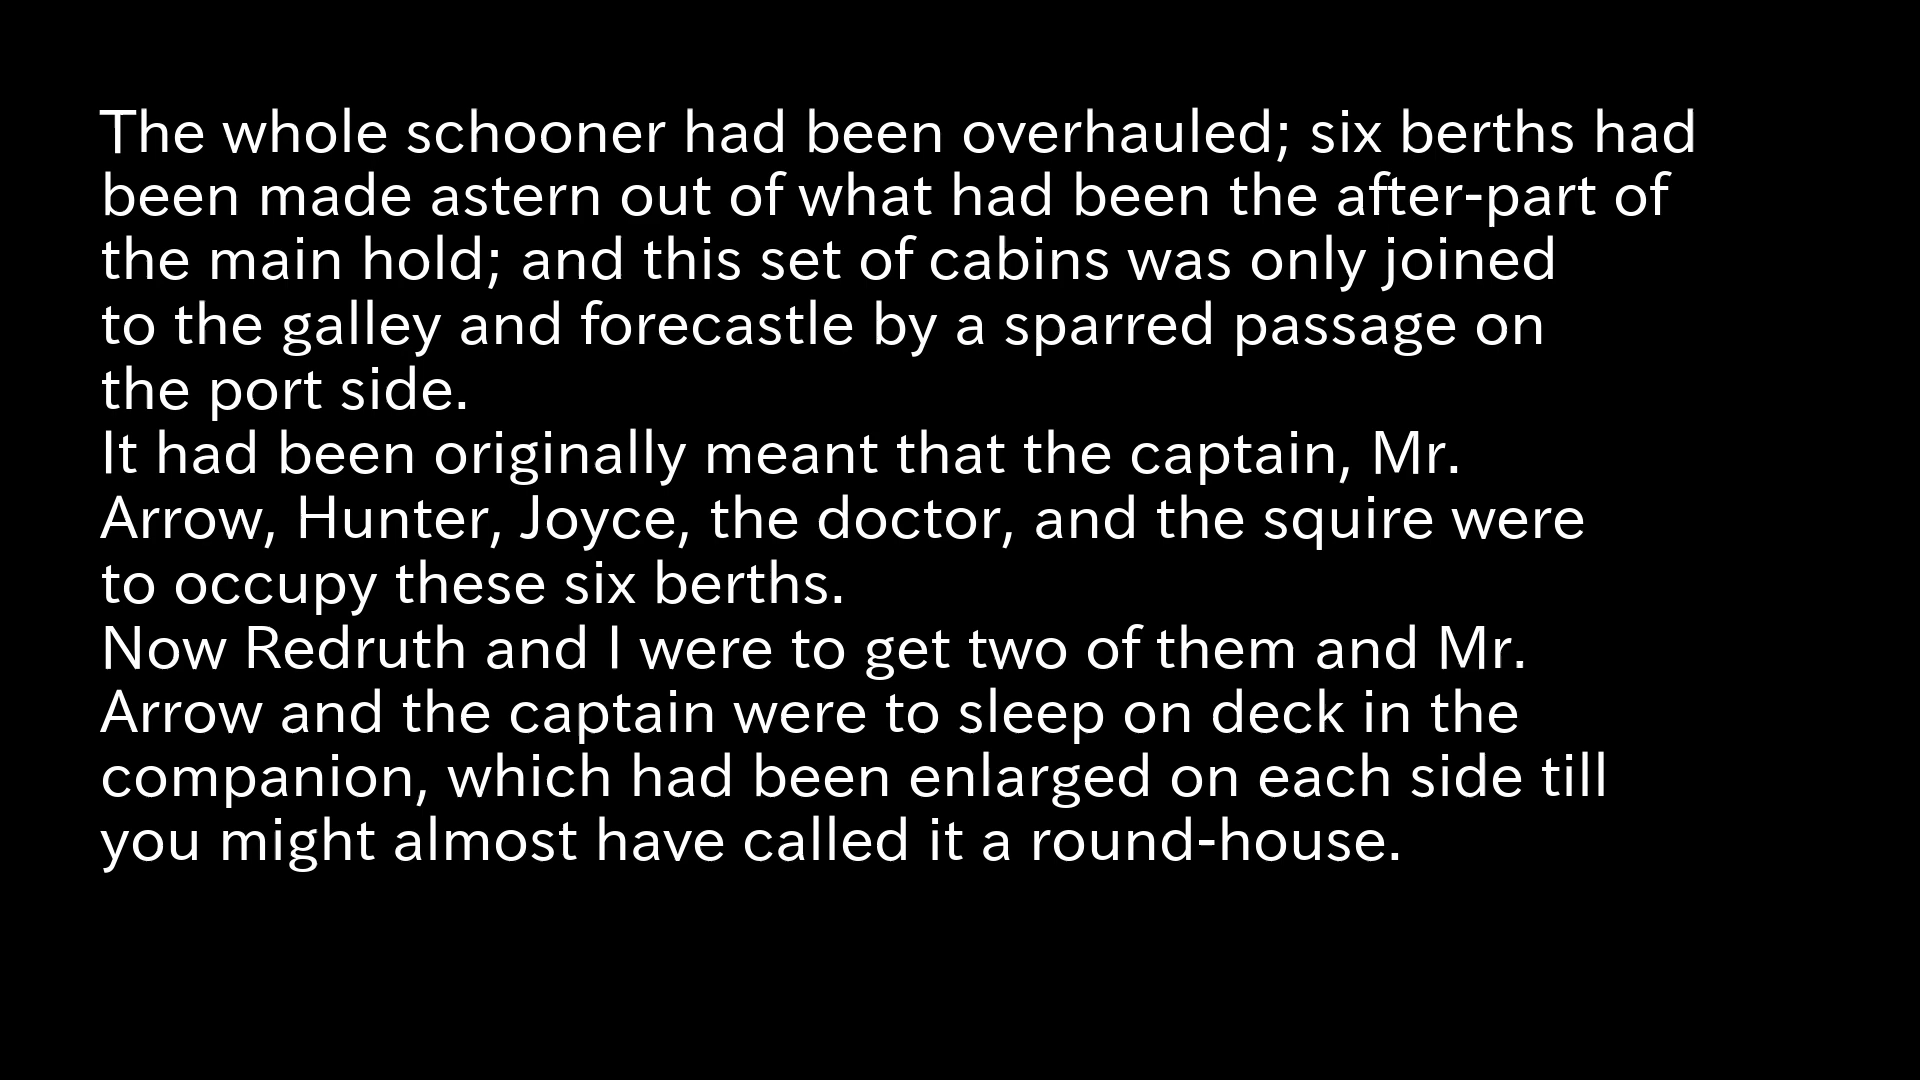 The whole schooner had been overhauled; six berths had
been made astern out of what had been the after-part of
the main hold; and this set of cabins was only joined
to the galley and forecastle by a sparred passage on
the port side.
It had been originally meant that the captain, Mr.
Arrow, Hunter, Joyce, the doctor, and the squire were
to occupy these six berths.
Now Redruth and I were to get two of them and Mr.
Arrow and the captain were to sleep on deck in the
companion, which had been enlarged on each side till
you might almost have called it a round-house.